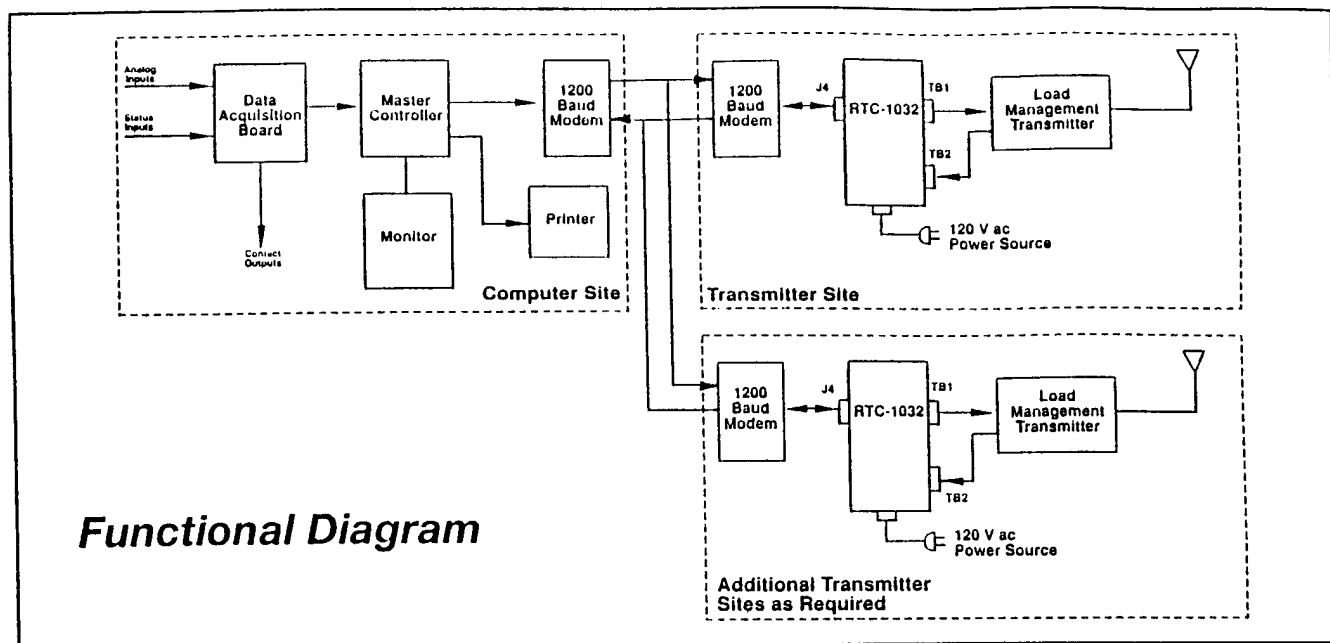 Analog
Inputs
Status
Inputs
Data
Acquisition
Board
Contact
Outputs
Master
Controller
Monitor
1200
Baud
Modem
Printer
Computer Site
1200
Baud
Modem
J4
RTC-1032
TB1
TB2
Load
Management
Transmitter
120 V ac
Power Source
Transmitter Site
1200
Baud
Modem
J4
RTC-1032
TB1
TB2
Load
Management
Transmitter
120 V ac
Power Source
Additional Transmitter
Sites as Required
Functional Diagram